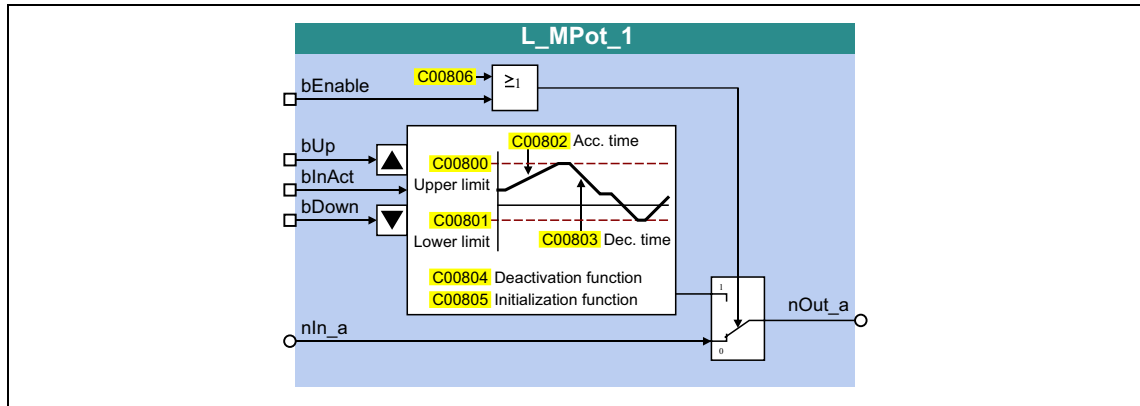 L_MPot_1
C00806
≥1
bEnable
bUp
C00802 Acc. time
C00800
Upper limit
bInAct
bDown
C00801
Lower limit
C00803 Dec. time
C00804 Deactivation function
C00805 Initialization function
1
nOut_a
nIn_a
0